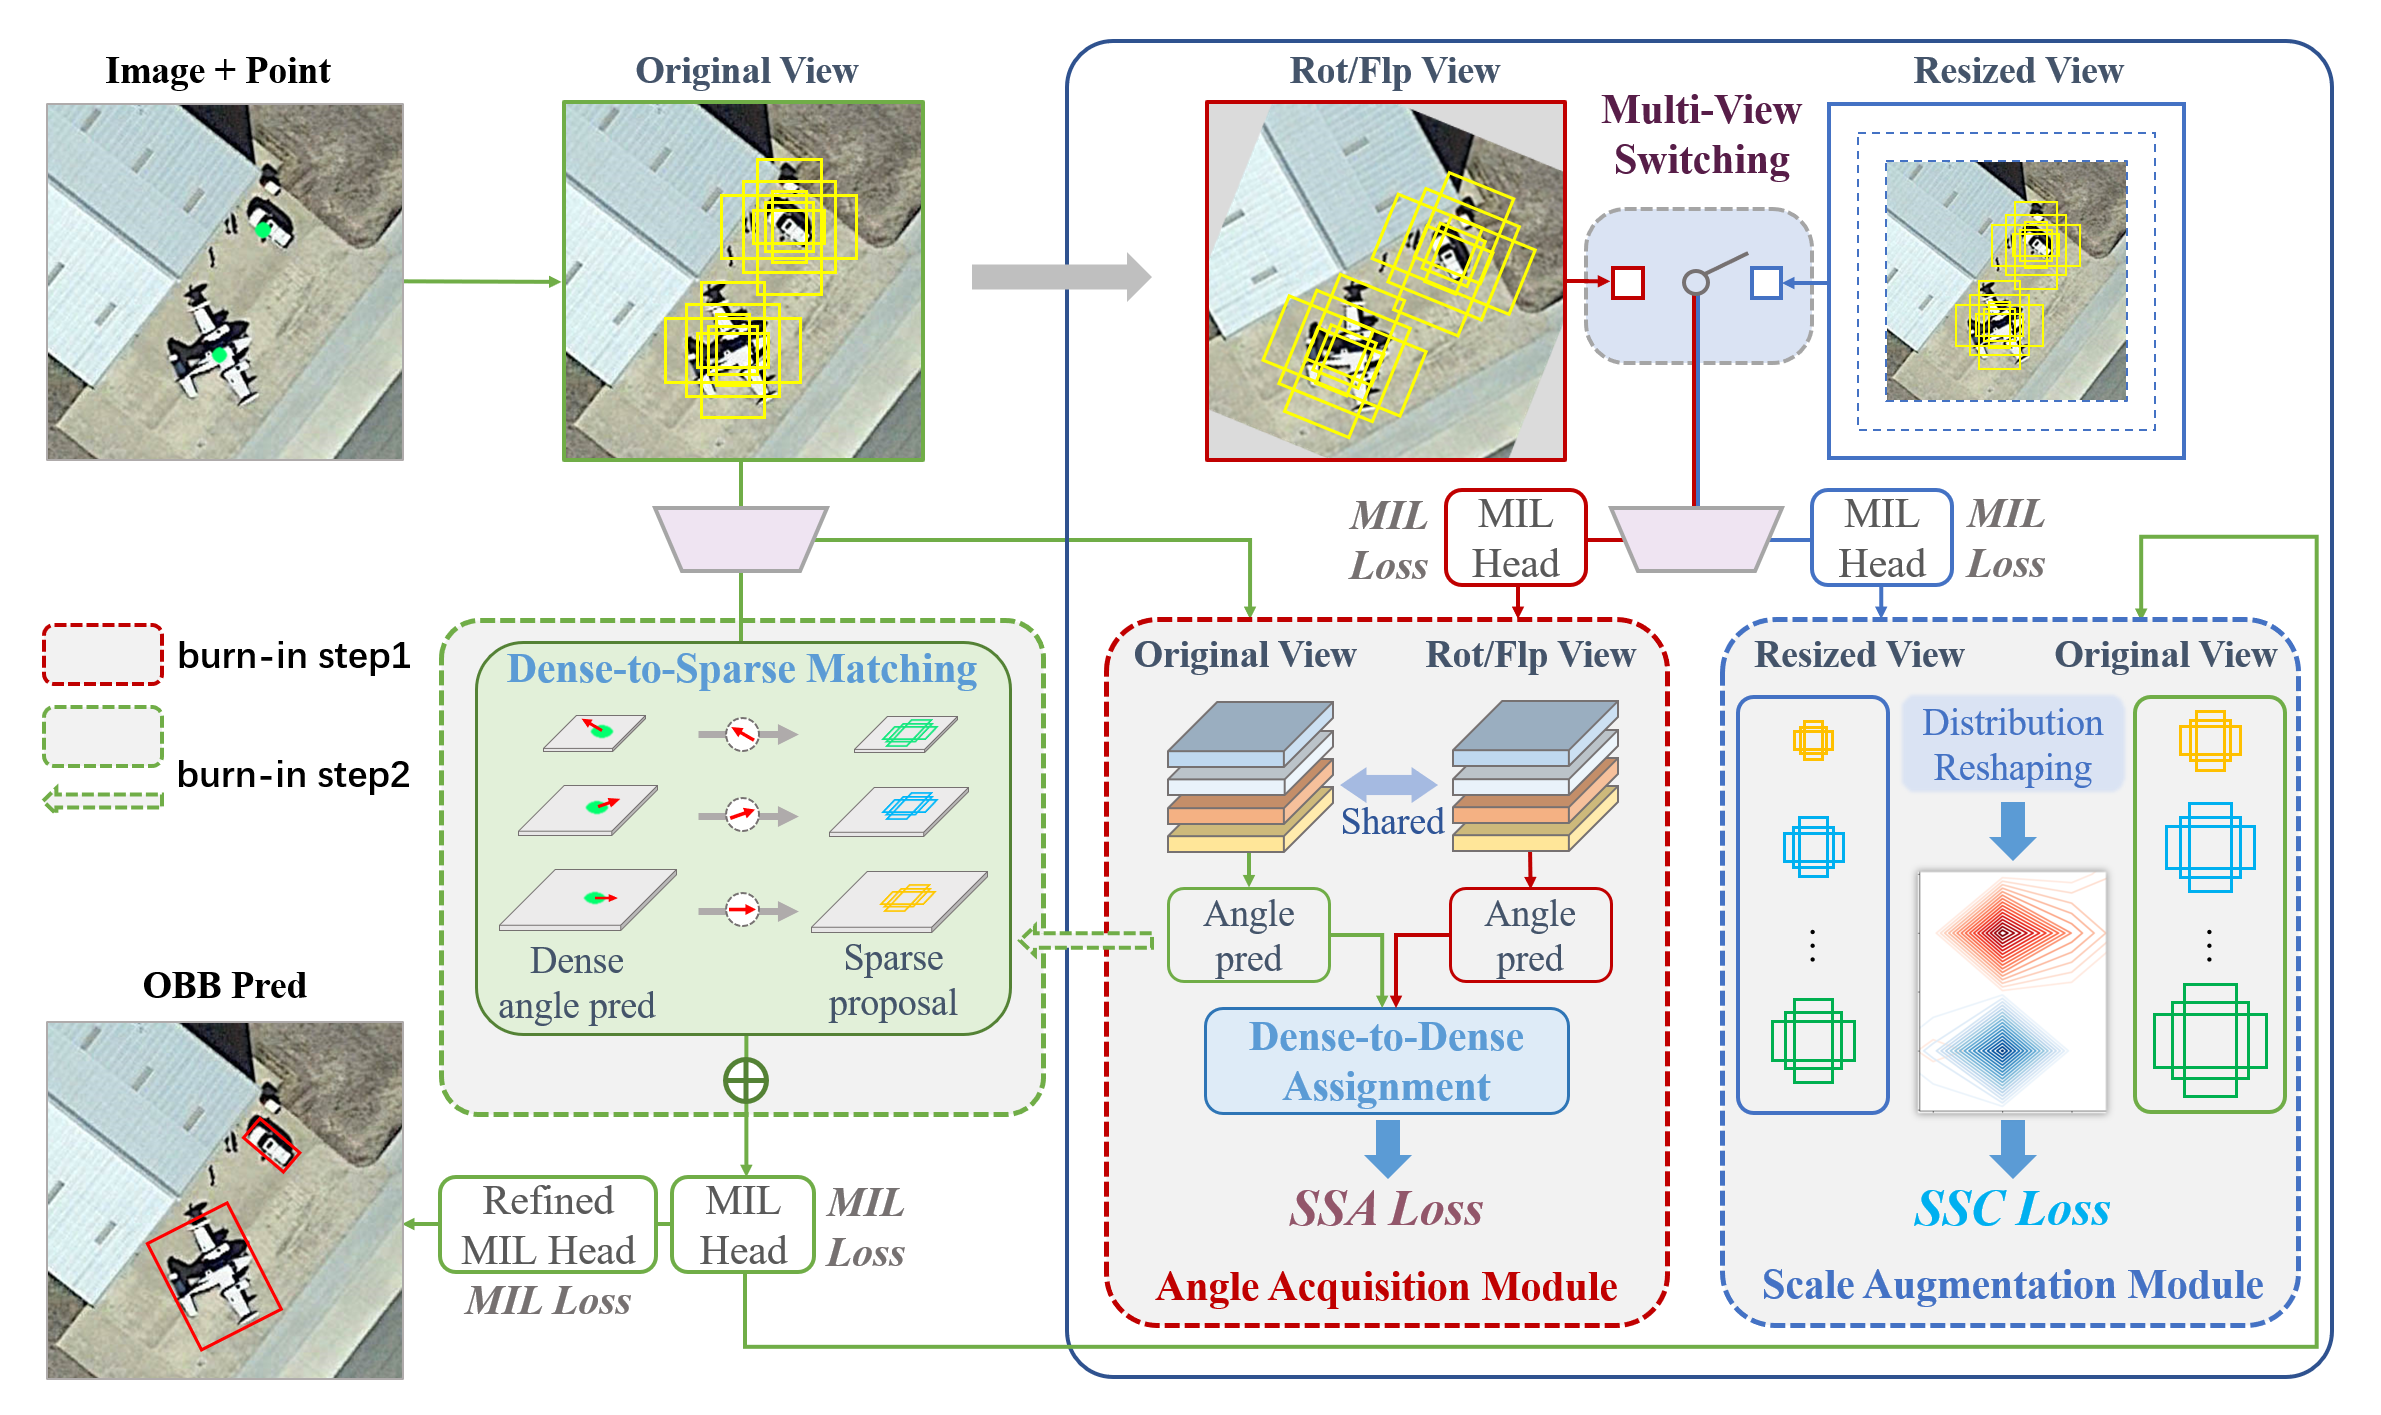 Image + Point
Original View
Rot/Flp View
Resized View
Multi-View
Switching
MIL
Loss
MIL
Head
MIL
Head
MIL
Loss
burn-in step1
burn-in step2
Dense-to-Sparse Matching
Dense
angle pred
Sparse
proposal
Original View
Rot/Flp View
Shared
Angle
pred
Angle
pred
Dense-to-Dense
Assignment
SSA Loss
Angle Acquisition Module
Resized View
Original View
Distribution
Reshaping
SSC Loss
Scale Augmentation Module
OBB Pred
Refined
MIL Head
MIL Loss
MIL
Head
MIL
Loss